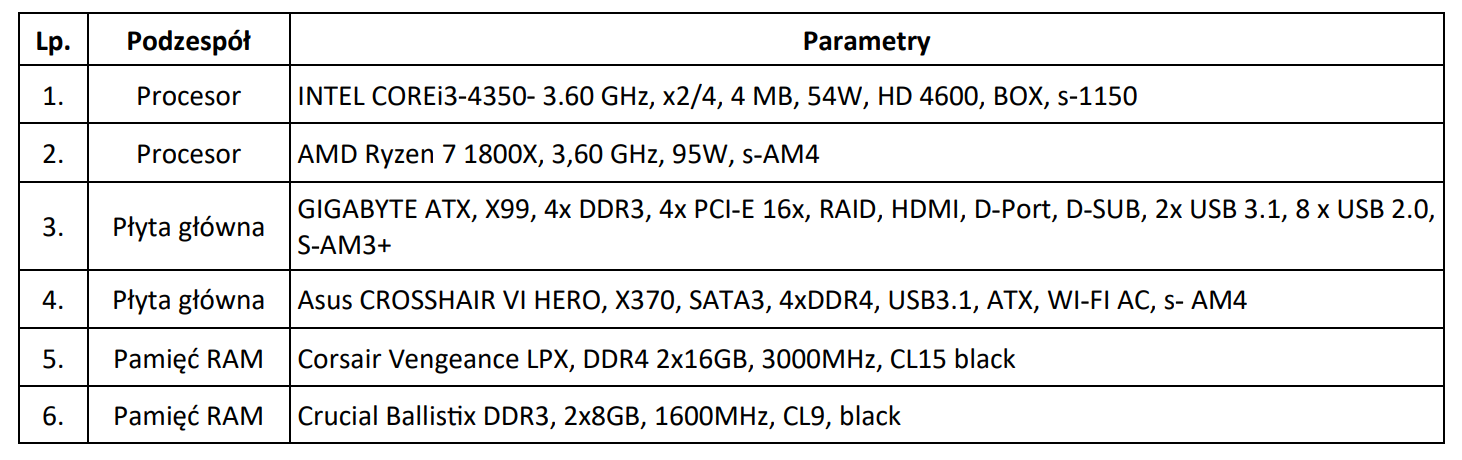 Lp. Podzespół Parametry
1. Procesor INTEL COREi3-4350- 3.60 GHz, x2/4, 4 MB, 54W, HD 4600, BOX, s-1150
2. Procesor AMD Ryzen 7 1800X, 3,60 GHz, 95W, s-AM4
3. Płyta główna GIGABYTE ATX, X99, 4x DDR3, 4x PCI-E 16x, RAID, HDMI, D-Port, D-SUB, 2x USB 3.1, 8 x USB 2.0,
S-AM3+
4. Płyta główna Asus CROSSHAIR VI HERO, X370, SATA3, 4xDDR4, USB3.1, ATX, WI-FI AC, s- AM4
5. Pamięć RAM Corsair Vengeance LPX, DDR4 2x16GB, 3000MHz, CL15 black
6. Pamięć RAM Crucial Ballistix DDR3, 2x8GB, 1600MHz, CL9, black